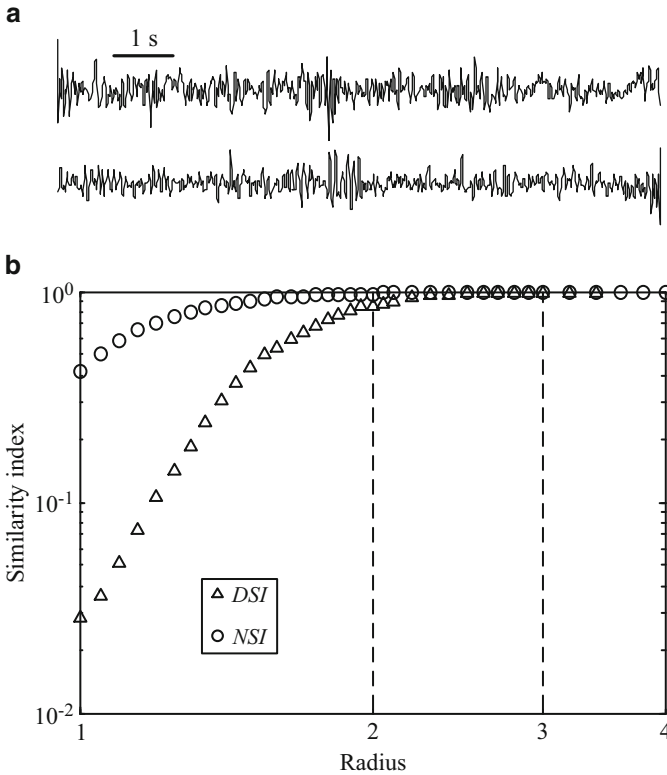 a
1 s
b
10^0
10^-1
10^-2
Similarity index
DSI
NSI
1 2 3 4
Radius